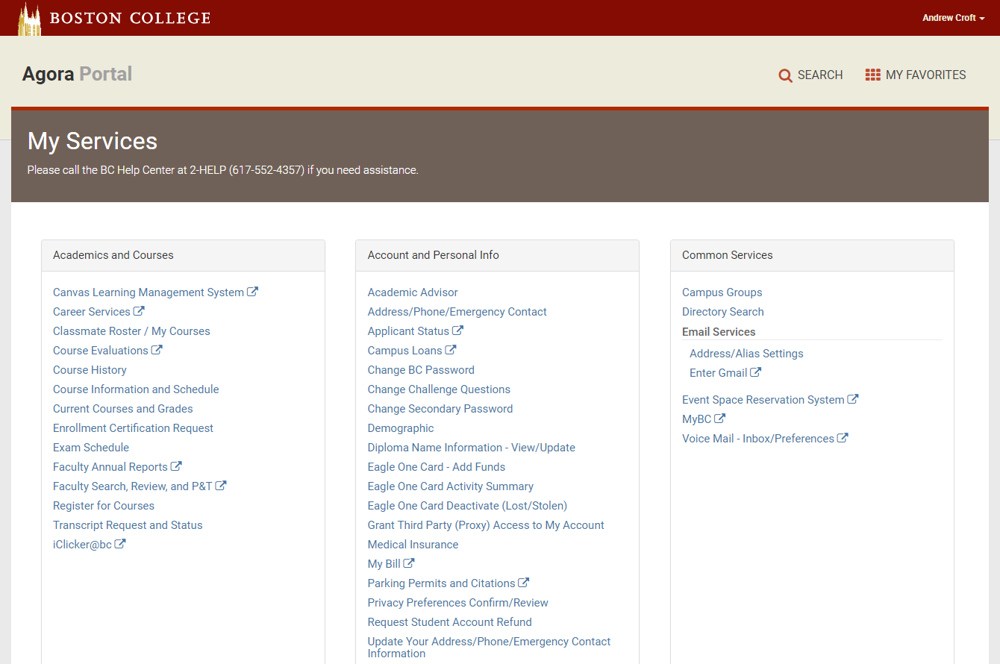 BOSTON COLLEGE
Andrew Croft
Agora Portal
SEARCH
MY FAVORITES
My Services
Please call the BC Help Center at 2-HELP (617-552-4357) if you need assistance.
Academics and Courses
Canvas Learning Management System
Career Services
Classmate Roster / My Courses
Course Evaluations
Course History
Course Information and Schedule
Current Courses and Grades
Enrollment Certification Request
Exam Schedule
Faculty Annual Reports
Faculty Search, Review, and P&T
Register for Courses
Transcript Request and Status
iClicker@bc
Account and Personal Info
Academic Advisor
Address/Phone/Emergency Contact
Applicant Status
Campus Loans
Change BC Password
Change Challenge Questions
Change Secondary Password
Demographic
Diploma Name Information - View/Update
Eagle One Card - Add Funds
Eagle One Card Activity Summary
Eagle One Card Deactivate (Lost/Stolen)
Grant Third Party (Proxy) Access to My Account
Medical Insurance
My Bill
Parking Permits and Citations
Privacy Preferences Confirm/Review
Request Student Account Refund
Update Your Address/Phone/Emergency Contact
Information
Common Services
Campus Groups
Directory Search
Email Services
Address/Alias Settings
Enter Gmail
Event Space Reservation System
MyBC
Voice Mail - Inbox/Preferences